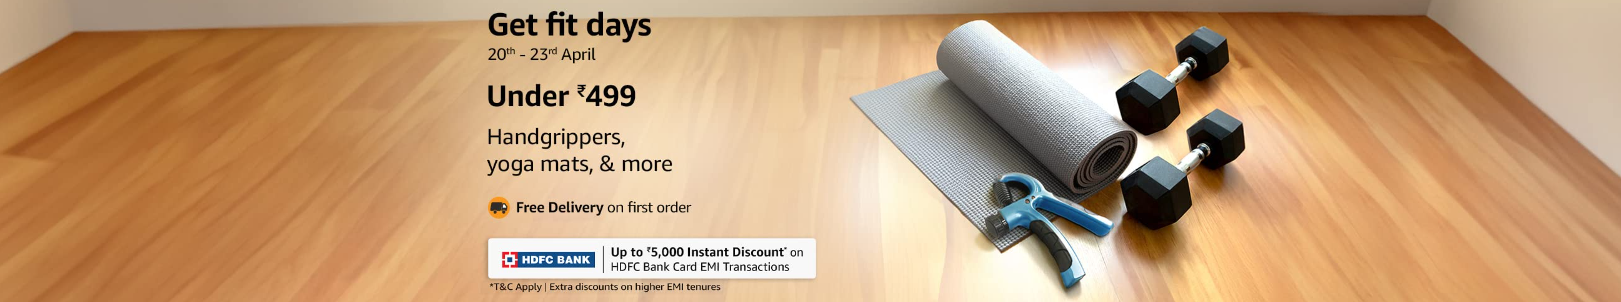 Get fit days
20th - 23rd April
Under ₹499
Handgrippers,
yoga mats, & more
Free Delivery on first order
HDFC BANK
Up to ₹5,000 Instant Discount* on
HDFC Bank Card EMI Transactions
*T&C Apply | Extra discounts on higher EMI tenures